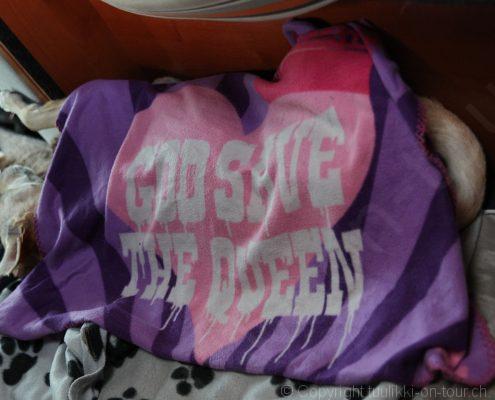 GOD SAVE
THE QUEEN
© Copyright tuulikki-on-tour.ch